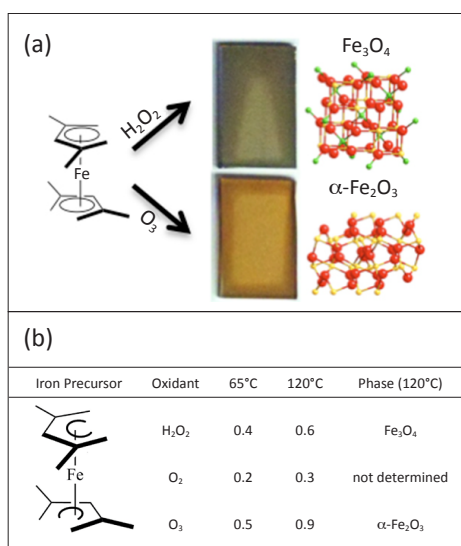 (a)
Fe₃O₄
H₂O₂
Fe
O₃
α-Fe₂O₃
(b)
Iron Precursor Oxidant 65°C 120°C Phase (120°C)
H₂O₂ 0.4 0.6 Fe₃O₄
Fe
O₂ 0.2 0.3 not determined
O₃ 0.5 0.9 α-Fe₂O₃